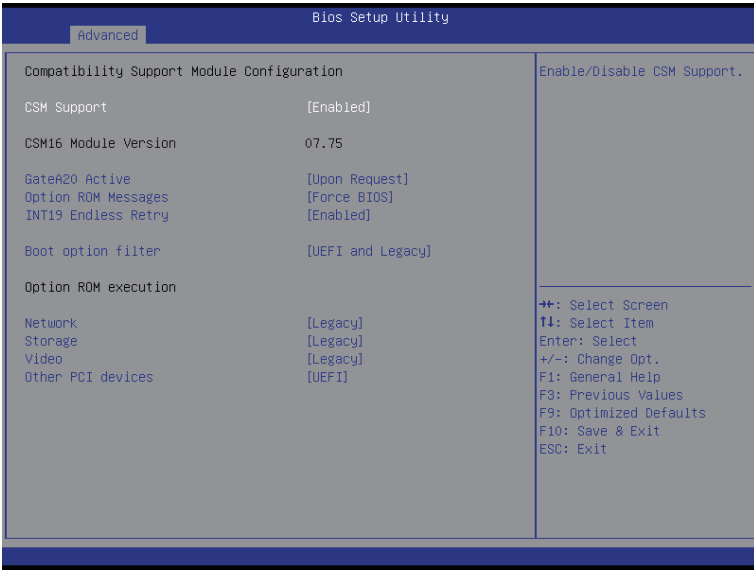 Bios Setup Utility
Advanced
Compatibility Support Module Configuration
CSM Support [Enabled]
CSM16 Module Version 07.75
GateA20 Active [Upon Request]
Option ROM Messages [Force BIOS]
INT19 Endless Retry [Enabled]
Boot option filter [UEFI and Legacy]
Option ROM execution
Network [Legacy]
Storage [Legacy]
Video [Legacy]
Other PCI devices [UEFI]
Enable/Disable CSM Support.
→←: Select Screen
↑↓: Select Item
Enter: Select
+/-: Change Opt.
F1: General Help
F3: Previous Values
F9: Optimized Defaults
F10: Save & Exit
ESC: Exit